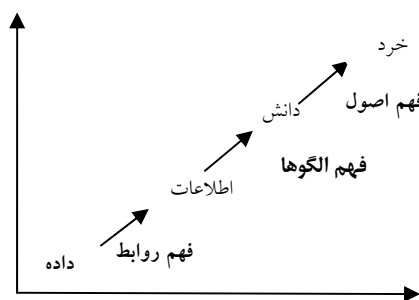 خرد
فهم اصول
دانش
فهم الگوها
اطلاعات
فهم روابط
داده